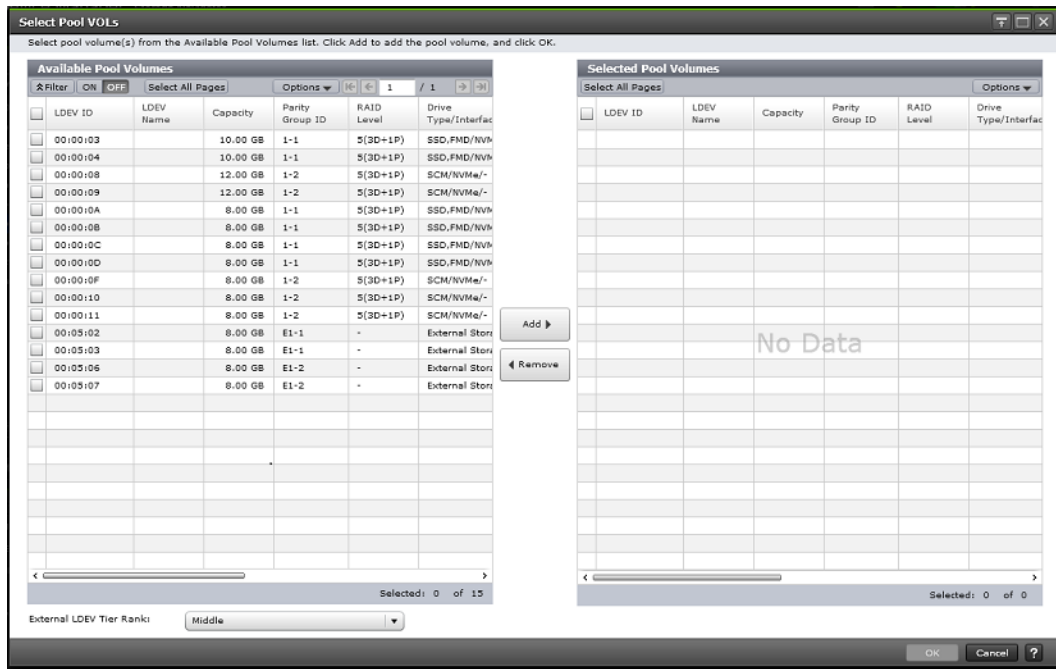 Select Pool VOLs
Select pool volume(s) from the Available Pool Volumes list. Click Add to add the pool volume, and click OK.
Available Pool Volumes
Filter ON OFF Select All Pages Options 1 / 1
LDEV ID LDEV Name Capacity Parity Group ID RAID Level Drive Type/Interfac
00:00:03 10.00 GB 1-1 5(3D+1P) SSD,FMD/NVM
00:00:04 10.00 GB 1-1 5(3D+1P) SSD,FMD/NVM
00:00:08 12.00 GB 1-2 5(3D+1P) SCM/NVMe/-
00:00:09 12.00 GB 1-2 5(3D+1P) SCM/NVMe/-
00:00:0A 8.00 GB 1-1 5(3D+1P) SSD,FMD/NVM
00:00:0B 8.00 GB 1-1 5(3D+1P) SSD,FMD/NVM
00:00:0C 8.00 GB 1-1 5(3D+1P) SSD,FMD/NVM
00:00:0D 8.00 GB 1-1 5(3D+1P) SSD,FMD/NVM
00:00:0F 8.00 GB 1-2 5(3D+1P) SCM/NVMe/-
00:00:10 8.00 GB 1-2 5(3D+1P) SCM/NVMe/-
00:00:11 8.00 GB 1-2 5(3D+1P) SCM/NVMe/-
00:05:02 8.00 GB E1-1 - External Stora
00:05:03 8.00 GB E1-1 - External Stora
00:05:06 8.00 GB E1-2 - External Stora
00:05:07 8.00 GB E1-2 - External Stora
Selected: 0 of 15
External LDEV Tier Rank: Middle
Add
Remove
Selected Pool Volumes
Select All Pages Options
LDEV ID LDEV Name Capacity Parity Group ID RAID Level Drive Type/Interfac
No Data
Selected: 0 of 0
OK Cancel ?